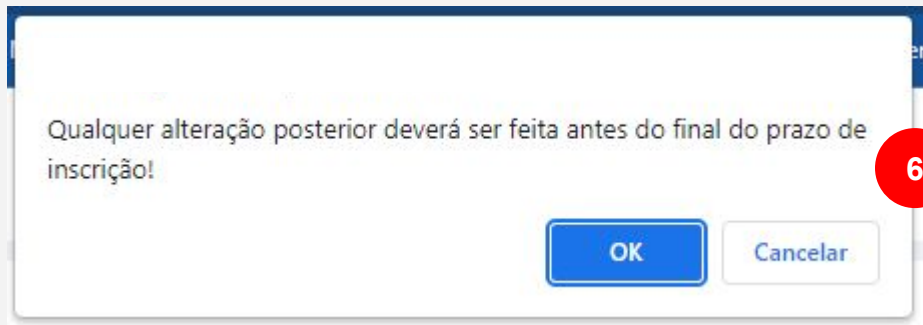 Qualquer alteração posterior deverá ser feita antes do final do prazo de
inscrição!
6
OK Cancelar